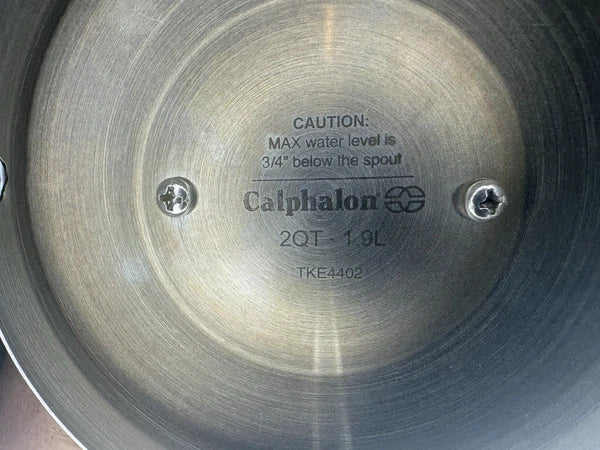 CAUTION:
MAX water level is
3/4" below the spout
Calphalon
2QT · 1.9L
TKE4402